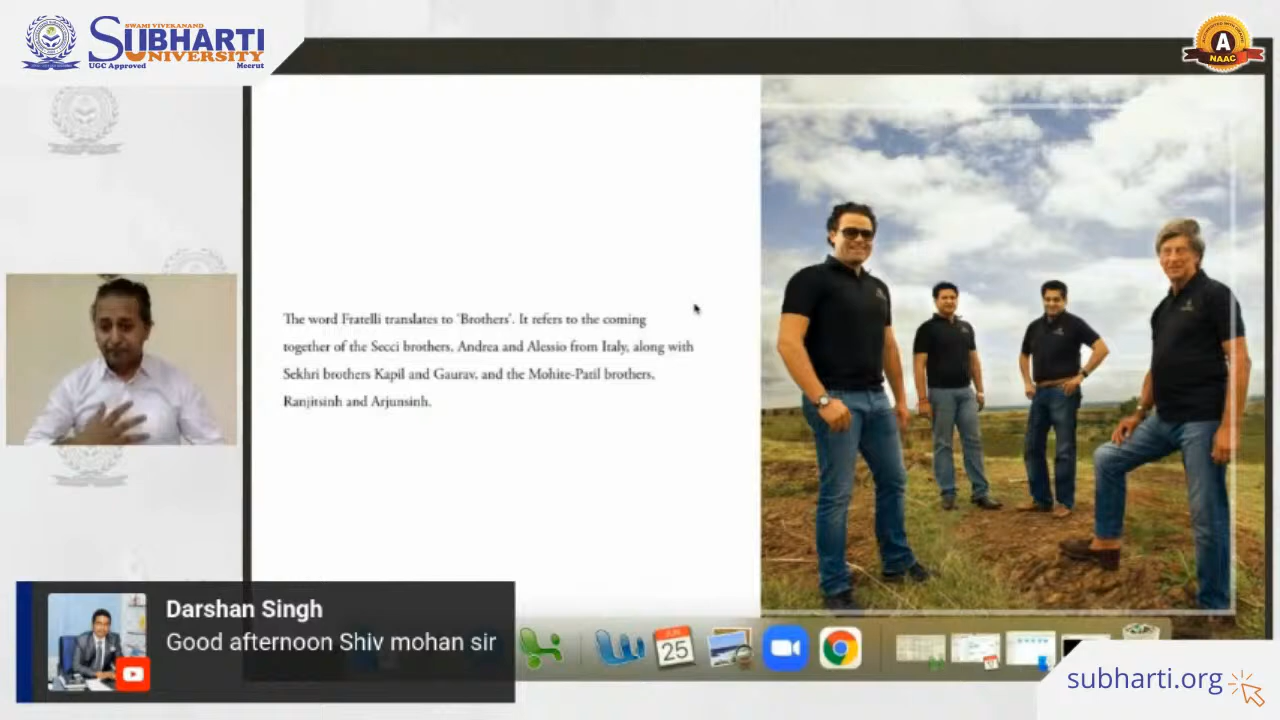 SWAMI VIVEKANAND
SUBHARTI
UNIVERSITY
UGC Approved Meerut
A
NAAC
The word Fratelli translates to 'Brothers'. It refers to the coming
together of the Secci brothers, Andrea and Alessio from Italy, along with
Sekhri brothers Kapil and Gaurav, and the Mohite-Patil brothers,
Ranjitsinh and Arjunsinh.
Darshan Singh
Good afternoon Shiv mohan sir
JUN
25
subharti.org